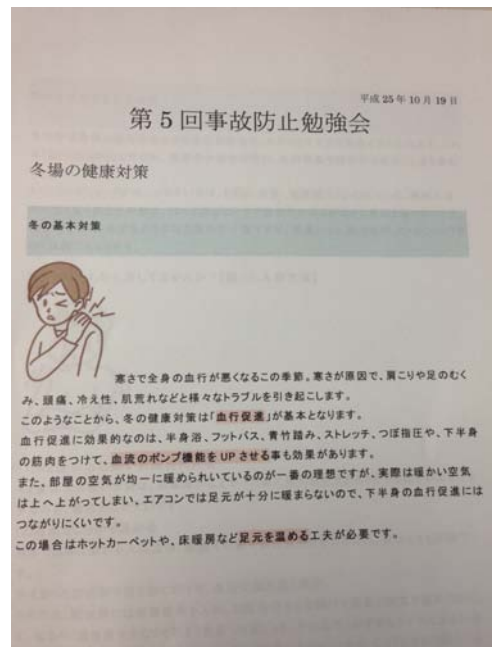 平成 25 年 10 月 19 日
第 5 回事故防止勉強会
冬場の健康対策
冬の基本対策
寒さで全身の血行が悪くなるこの季節、寒さが原因で、肩こりや足のむく
み、頭痛、冷え性、肌荒れなどと様々なトラブルを引き起こします。
このようなことから、冬の健康対策は「血行促進」が基本となります。
血行促進に効果的なのは、半身浴、フットバス、青竹踏み、ストレッチ、つぼ指圧や、下半身
の筋肉をつけて、血流のポンプ機能を UP させる事も効果があります。
また、部屋の空気が均一に暖められいているのが一番の理想ですが、実際は暖かい空気
は上へ上がってしまい、エアコンでは足元が十分に暖まらないので、下半身の血行促進には
つながりにくいです。
この場合はホットカーペットや、床暖房など足元を温める工夫が必要です。